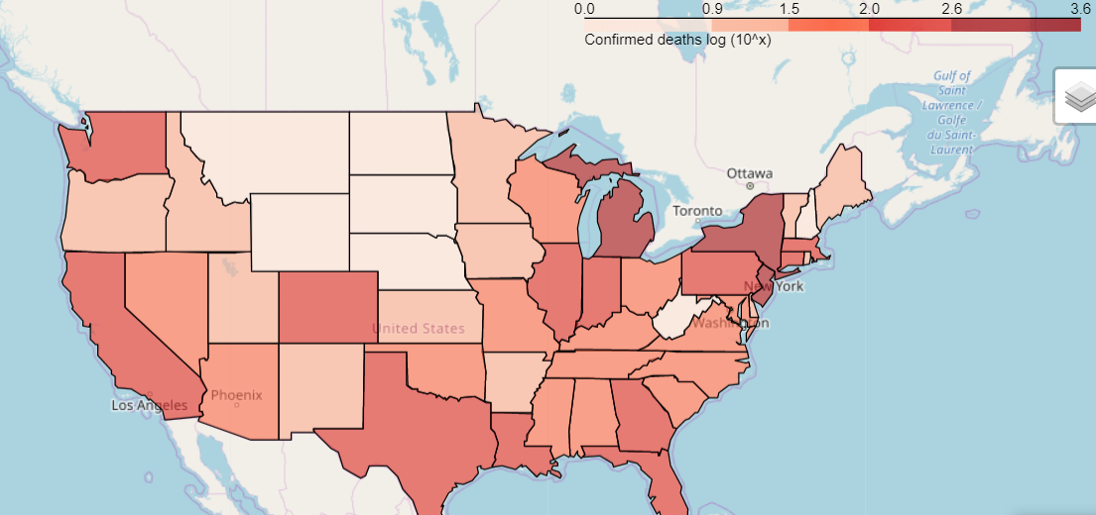 0.0 0.9 1.5 2.0 2.6 3.6
Confirmed deaths log (10^x)
Gulf of
Saint
Lawrence /
Golfe
du Saint-
Laurent
Ottawa
Toronto
New York
United States
Washington
Phoenix
Los Angeles